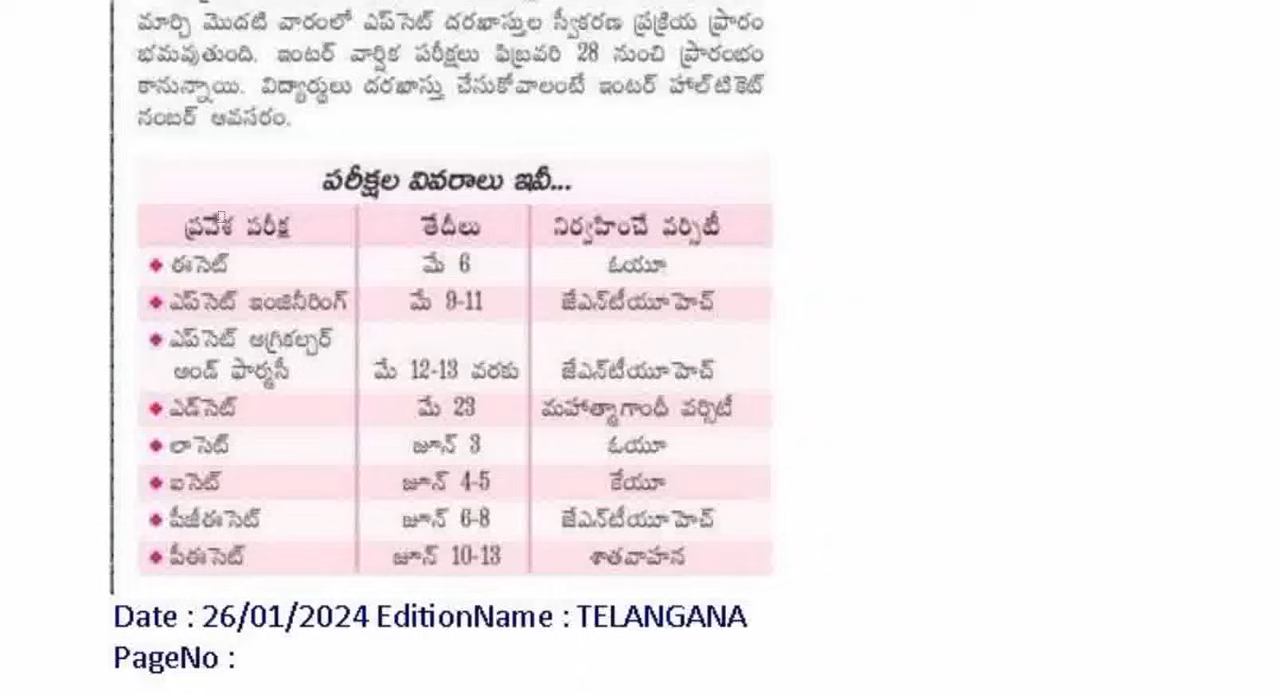 మార్చి మొదటి వారంలో ఎప్‌సెట్ దరఖాస్తుల స్వీకరణ ప్రక్రియ ప్రారం
భమవుతుంది. ఇంటర్ వార్షిక పరీక్షలు ఫిబ్రవరి 28 నుంచి ప్రారంభం
కానున్నాయి. విద్యార్థులు దరఖాస్తు చేసుకోవాలంటే ఇంటర్ హాల్‌టికెట్
నంబర్ అవసరం.
పరీక్షల వివరాలు ఇవీ...
ప్రవేశ పరీక్ష తేదీలు నిర్వహించే వర్సిటీ
ఈసెట్ మే 6 ఓయూ
ఎప్‌సెట్ ఇంజినీరింగ్ మే 9-11 జేఎన్‌టీయూహెచ్
ఎప్‌సెట్ అగ్రికల్చర్
అండ్ ఫార్మసీ మే 12-13 వరకు జేఎన్‌టీయూహెచ్
ఎడ్‌సెట్ మే 23 మహాత్మాగాంధీ వర్సిటీ
లాసెట్ జూన్ 3 ఓయూ
ఐసెట్ జూన్ 4-5 కేయూ
పీజీఈసెట్ జూన్ 6-8 జేఎన్‌టీయూహెచ్
పీఈసెట్ జూన్ 10-13 శాతవాహన
Date : 26/01/2024 EditionName : TELANGANA
PageNo :